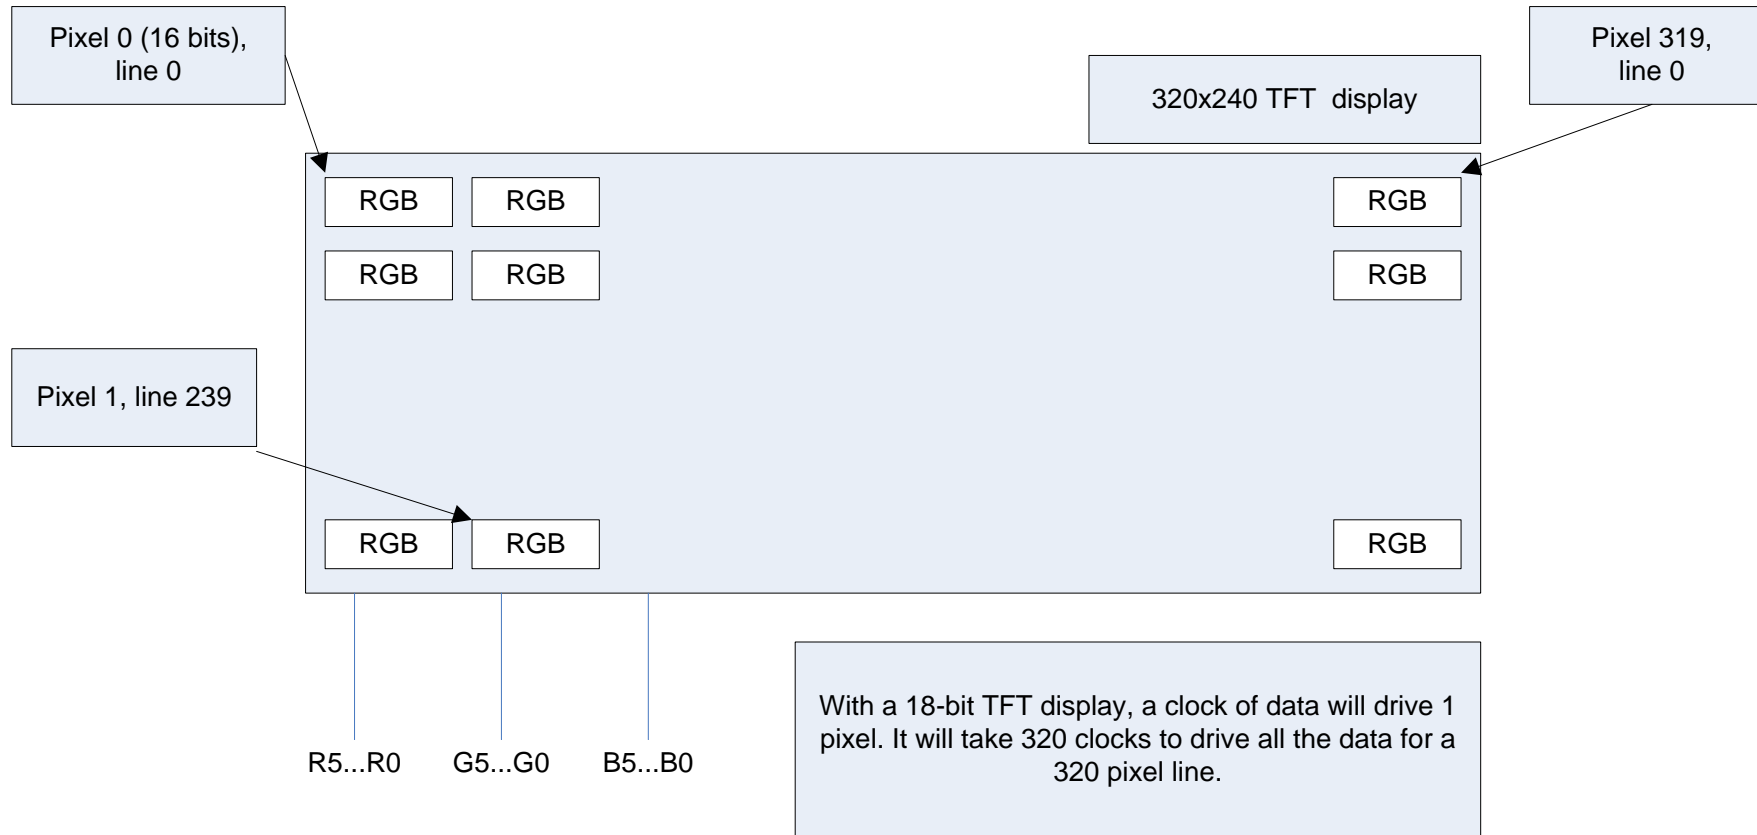 Pixel 0 (16 bits),
line 0
Pixel 319,
line 0
320x240 TFT display
RGB
RGB
RGB
RGB
RGB
RGB
Pixel 1, line 239
RGB
RGB
RGB
With a 18-bit TFT display, a clock of data will drive 1
pixel. It will take 320 clocks to drive all the data for a
320 pixel line.
R5...R0
G5...G0
B5...B0